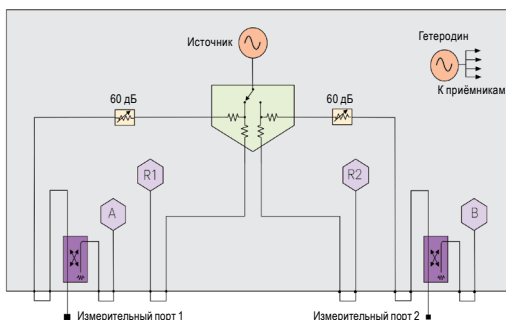 Источник
Гетеродин
К приёмникам
60 дБ
60 дБ
R1
R2
A
B
Измерительный порт 1
Измерительный порт 2